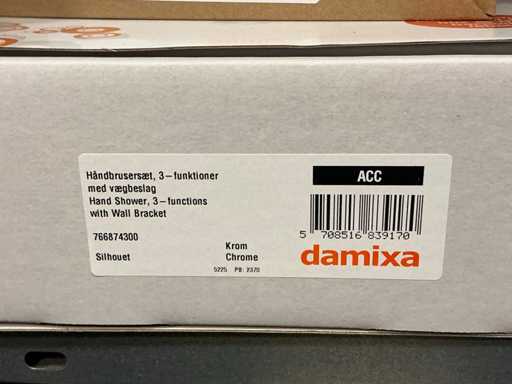 Håndbrusersæt, 3-funktioner
med vægbeslag
Hand Shower, 3-functions
with Wall Bracket
766874300
Silhouet
Krom
Chrome
5225 PB: 2370
ACC
5 708516 839170
damixa